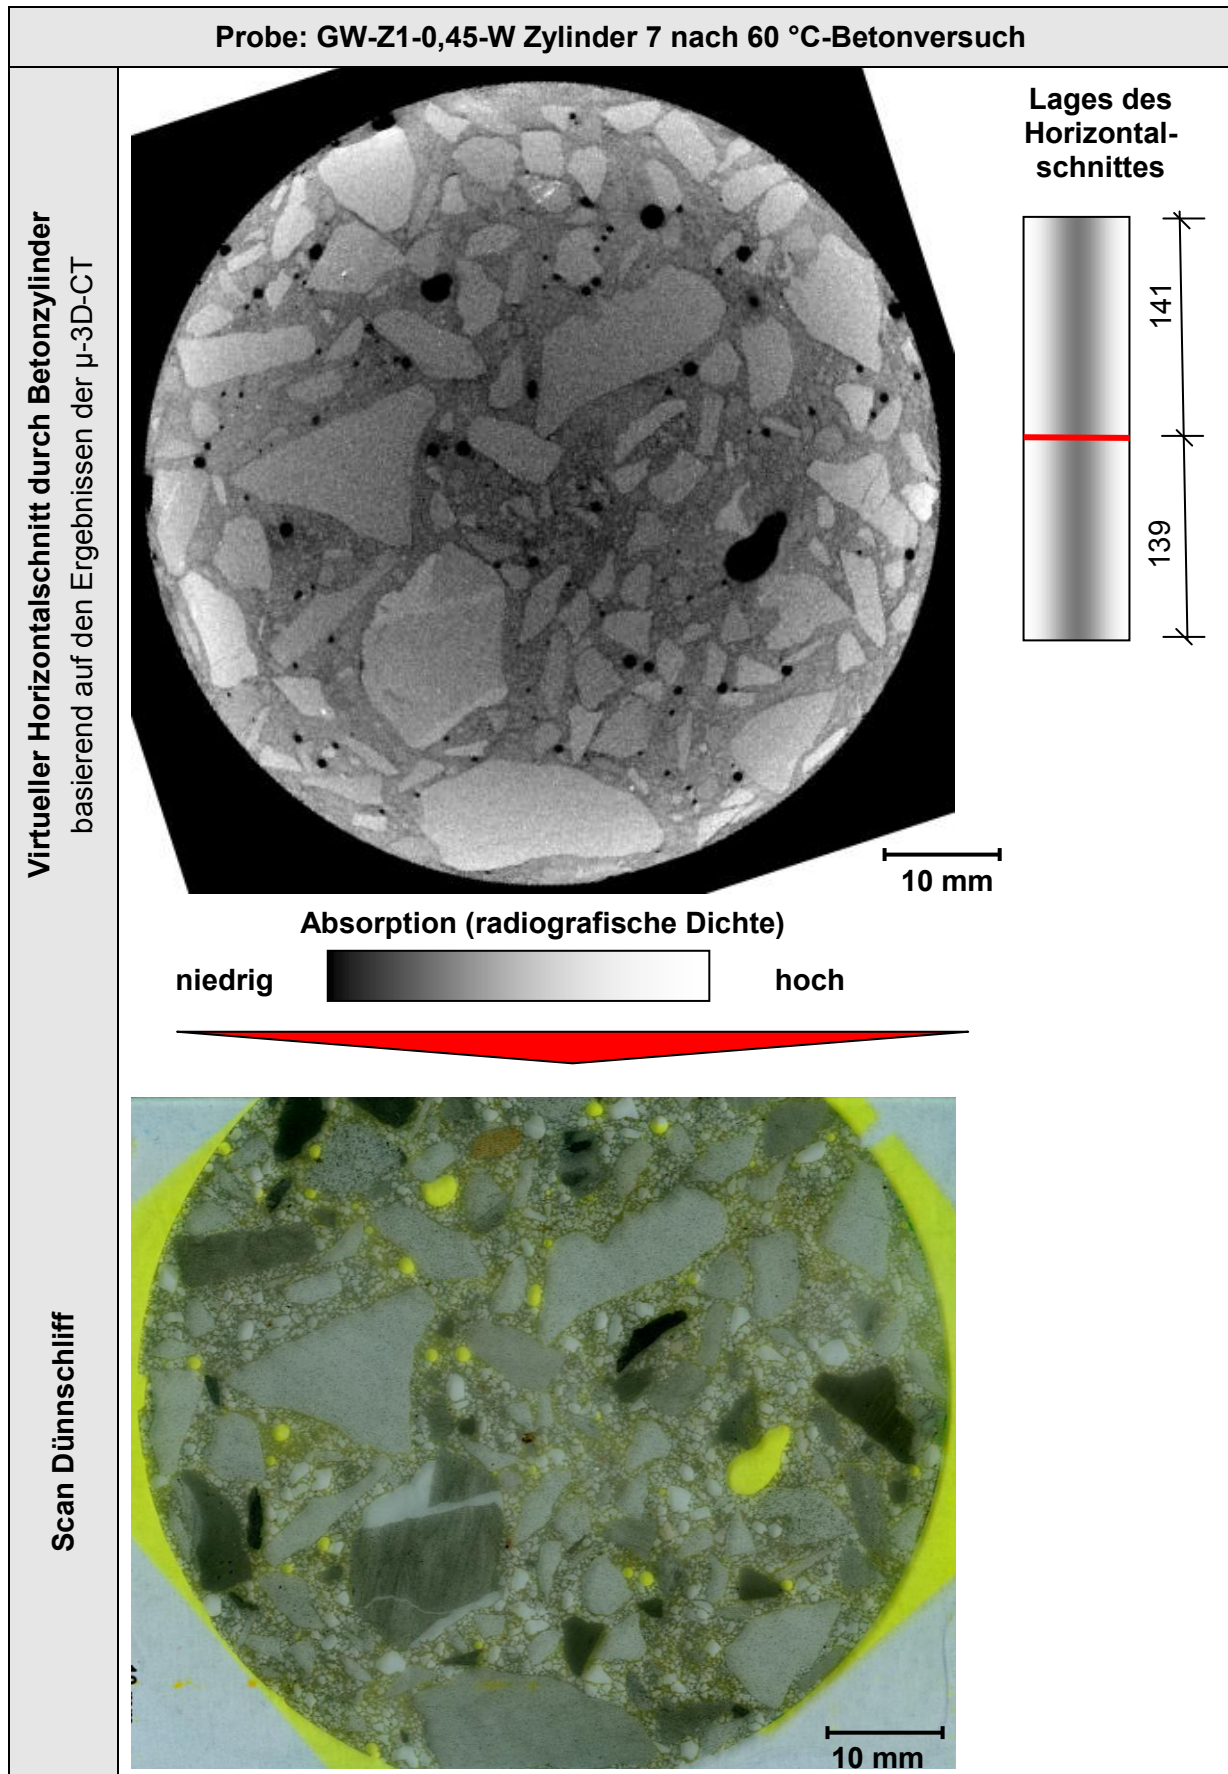 Probe: GW-Z1-0,45-W Zylinder 7 nach 60 °C-Betonversuch
Virtueller Horizontalschnitt durch Betonzylinder
basierend auf den Ergebnissen der µ-3D-CT
Lages des
Horizontal-
schnittes
141
139
10 mm
Absorption (radiografische Dichte)
niedrig
hoch
Scan Dünnschliff
10 mm